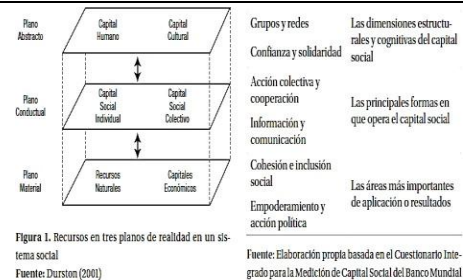 Plano
Abstracto
Capital
Humano
Capital
Cultural
Plano
Conductual
Capital
Social
Individual
Capital
Social
Colectivo
Plano
Material
Recursos
Naturales
Capitales
Económicos
Figura 1. Recursos en tres planos de realidad en un sis-
tema social
Fuente: Durston (2001)
Grupos y redes
Confianza y solidaridad
Las dimensiones estructu-
rales y cognitivas del capital
social
Acción colectiva y
cooperación
Información y
comunicación
Las principales formas en
que opera el capital social
Cohesión e inclusión
social
Empoderamiento y
acción política
Las áreas más importantes
de aplicación o resultados
Fuente: Elaboración propia basada en el Cuestionario Inte-
grado para la Medición de Capital Social del Banco Mundial